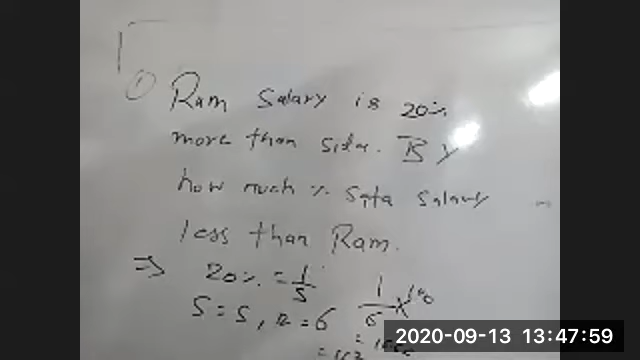 ① Ram Salary is 20%
more than Sita. By
how much % Sita Salary
less than Ram.
⇒ 20% = 1/5
S = 5, R = 6
1/6 × 100
2020-09-13 13:47:59